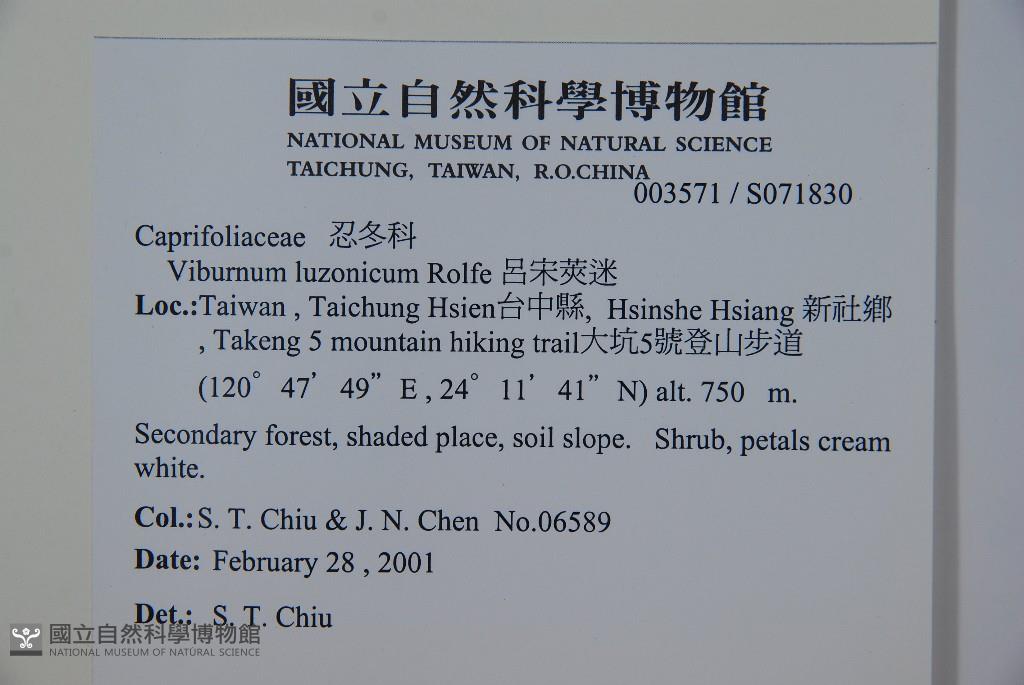 國立自然科學博物館
NATIONAL MUSEUM OF NATURAL SCIENCE
TAICHUNG, TAIWAN, R.O.CHINA
003571 / S071830
Caprifoliaceae 忍冬科
Viburnum luzonicum Rolfe 呂宋莢迷
Loc.:Taiwan , Taichung Hsien台中縣, Hsinshe Hsiang 新社鄉
, Takeng 5 mountain hiking trail大坑5號登山步道
(120° 47’ 49” E , 24° 11’ 41” N) alt. 750 m.
Secondary forest, shaded place, soil slope. Shrub, petals cream
white.
Col.: S. T. Chiu & J. N. Chen No.06589
Date: February 28 , 2001
Det.: S. T. Chiu
國立自然科學博物館
NATIONAL MUSEUM OF NATURAL SCIENCE